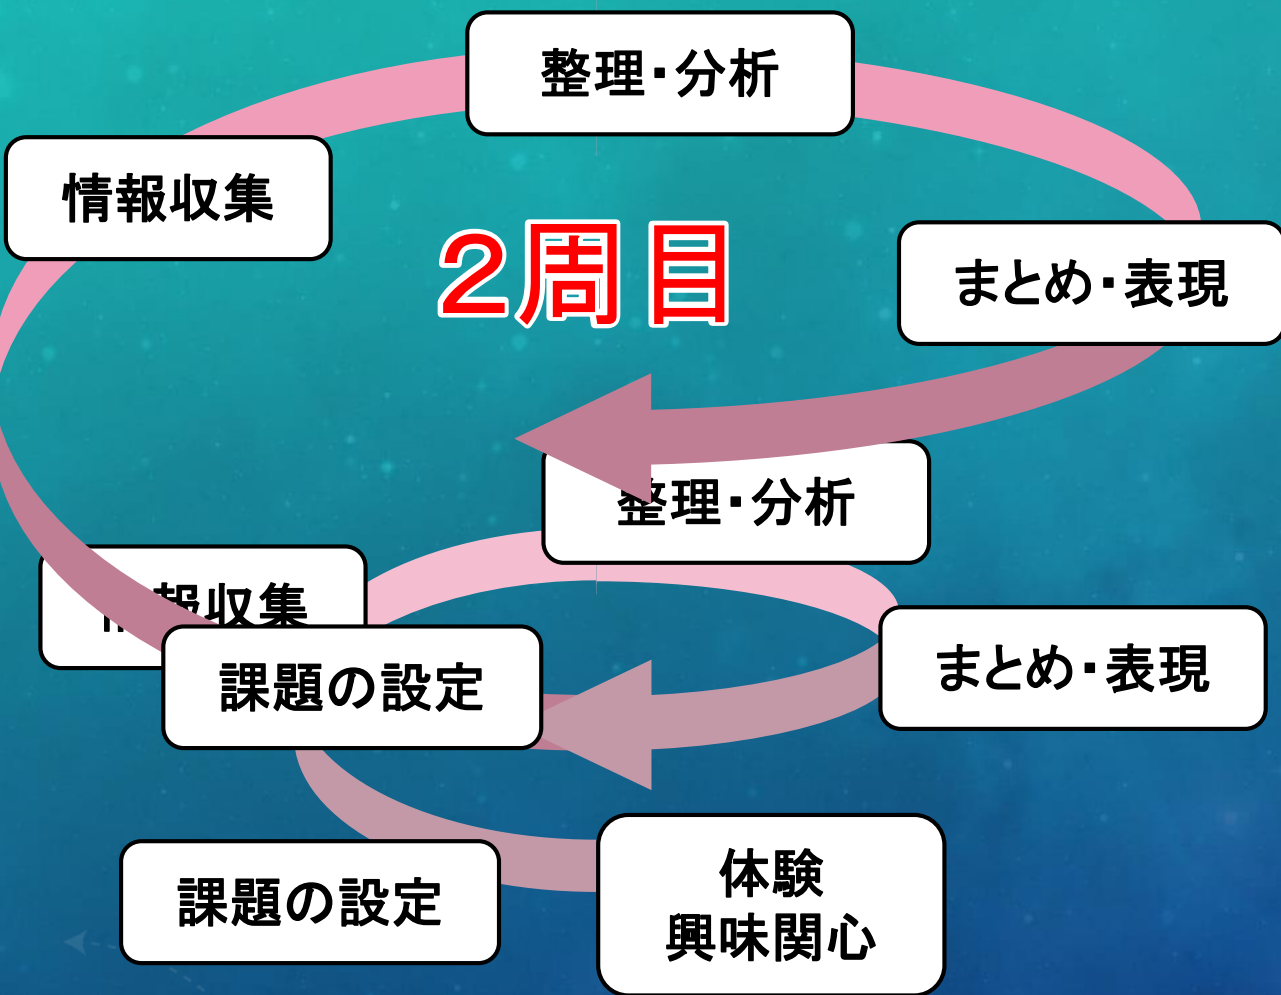 整理・分析
情報収集
2周目
まとめ・表現
整理・分析
報収集
課題の設定
まとめ・表現
課題の設定
体験
興味関心